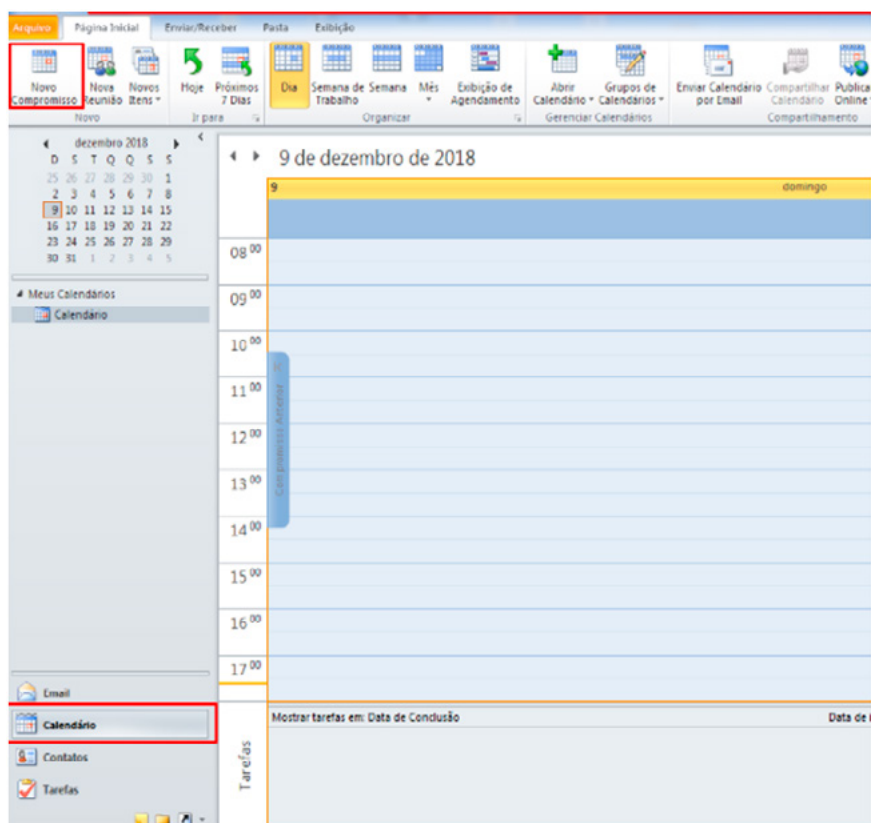 Arquivo Página Inicial Enviar/Receber Pasta Exibição
Novo Compromisso
Nova Reunião
Novos Itens
Hoje
Próximos 7 Dias
Dia
Semana de Trabalho
Semana
Mês
Exibição de Agendamento
Abrir Calendário
Grupos de Calendários
Enviar Calendário por Email
Compartilhar Calendário
Publica Online
Novo Ir para Organizar Gerenciar Calendários Compartilhamento
dezembro 2018
D S T Q Q S S
25 26 27 28 29 30 1
2 3 4 5 6 7 8
9 10 11 12 13 14 15
16 17 18 19 20 21 22
23 24 25 26 27 28 29
30 31 1 2 3 4 5
Meus Calendários
Calendário
Email
Calendário
Contatos
Tarefas
9 de dezembro de 2018
9 domingo
08 00
09 00
10 00
11 00
12 00
13 00
14 00
15 00
16 00
17 00
Compromisso Anterior
Tarefas
Mostrar tarefas em: Data de Conclusão Data de